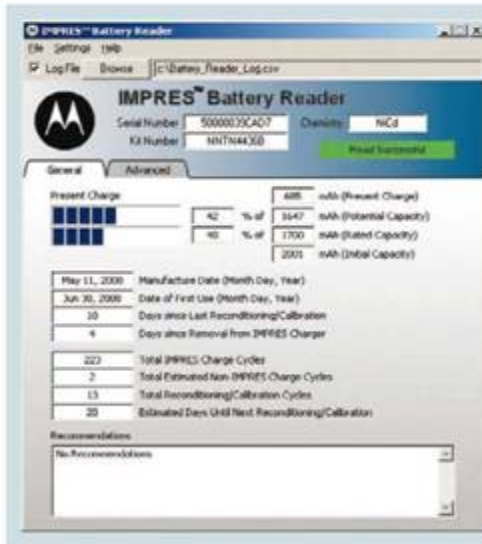 IMPRES™ Battery Reader
File Settings Help
Log File Browse c:\Battery_Reader_Log.csv
IMPRES™ Battery Reader
Serial Number 50000039CAD7 Chemistry NiCd
Kit Number NNTN4436B
Read Successful
General Advanced
Present Charge
685 mAh (Present Charge)
42 % of 1647 mAh (Potential Capacity)
40 % of 1700 mAh (Rated Capacity)
2001 mAh (Initial Capacity)
May 11, 2008 Manufacture Date (Month Day, Year)
Jun 30, 2008 Date of First Use (Month Day, Year)
10 Days since Last Reconditioning/Calibration
4 Days since Removal from IMPRES Charger
223 Total IMPRES Charge Cycles
2 Total Estimated Non-IMPRES Charge Cycles
13 Total Reconditioning/Calibration Cycles
20 Estimated Days Until Next Reconditioning/Calibration
Recommendations
No Recommendations